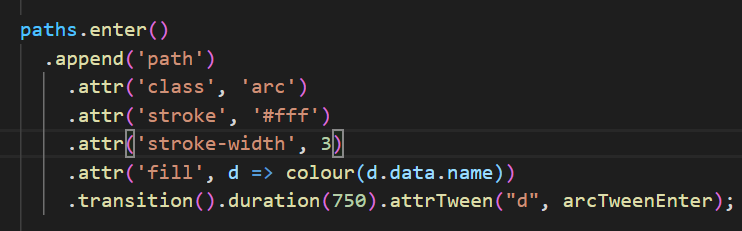 paths.enter()
.append('path')
.attr('class', 'arc')
.attr('stroke', '#fff')
.attr('stroke-width', 3)
.attr('fill', d => colour(d.data.name))
.transition().duration(750).attrTween("d", arcTweenEnter);